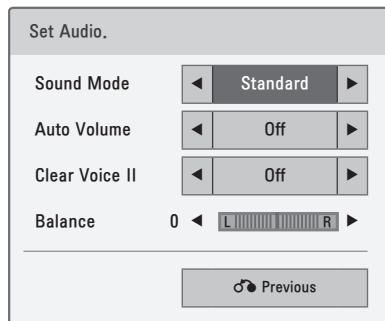 Set Audio.
Sound Mode ◀ Standard ▶
Auto Volume ◀ Off ▶
Clear Voice II ◀ Off ▶
Balance 0 ◀ L R ▶
Previous